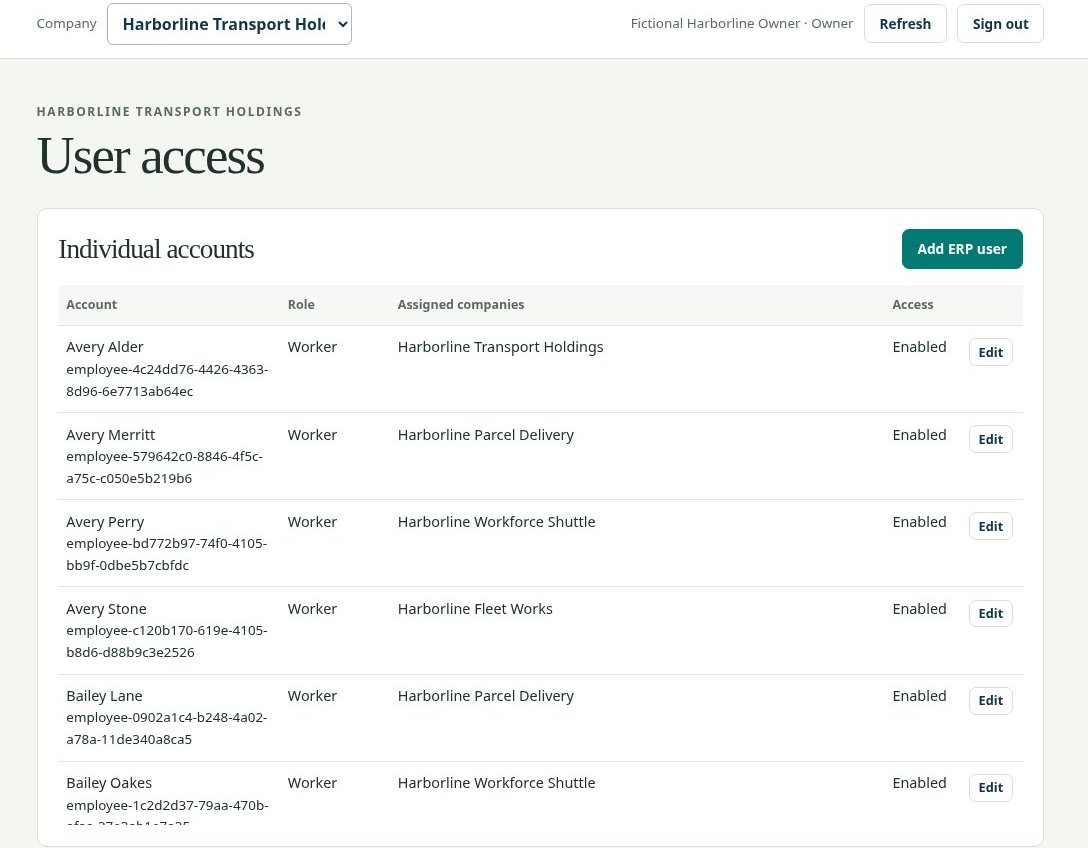 Company Harborline Transport Hol Fictional Harborline Owner · Owner Refresh Sign out
HARBORLINE TRANSPORT HOLDINGS
User access
Individual accounts Add ERP user
Account Role Assigned companies Access
Avery Alder Worker Harborline Transport Holdings Enabled Edit
employee-4c24dd76-4426-4363-
8d96-6e7713ab64ec
Avery Merritt Worker Harborline Parcel Delivery Enabled Edit
employee-579642c0-8846-4f5c-
a75c-c050e5b219b6
Avery Perry Worker Harborline Workforce Shuttle Enabled Edit
employee-bd772b97-74f0-4105-
bb9f-0dbe5b7cbfdc
Avery Stone Worker Harborline Fleet Works Enabled Edit
employee-c120b170-619e-4105-
b8d6-d88b9c3e2526
Bailey Lane Worker Harborline Parcel Delivery Enabled Edit
employee-0902a1c4-b248-4a02-
a78a-11de340a8ca5
Bailey Oakes Worker Harborline Workforce Shuttle Enabled Edit
employee-1c2d2d37-79aa-470b-